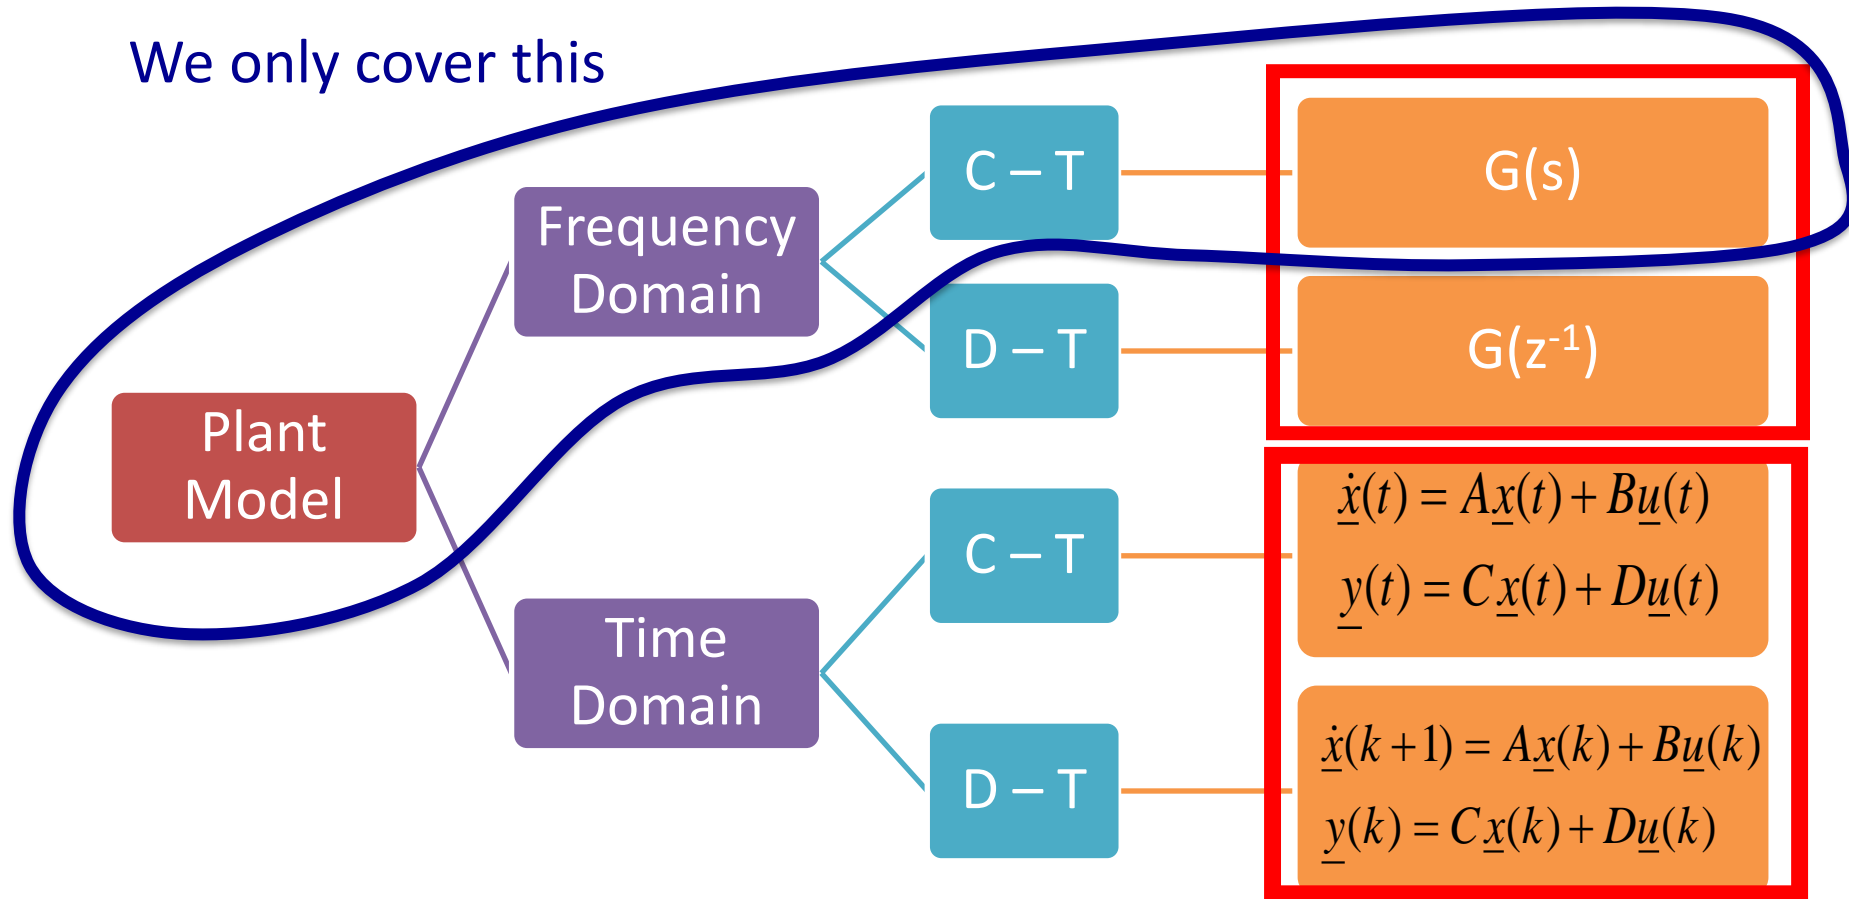 We only cover this
C – T
G(s)
Frequency
Domain
D – T
G(z⁻¹)
Plant
Model
C – T
ẋ(t) = Ax(t) + Bu(t)
y(t) = Cx(t) + Du(t)
Time
Domain
D – T
ẋ(k+1) = Ax(k) + Bu(k)
y(k) = Cx(k) + Du(k)